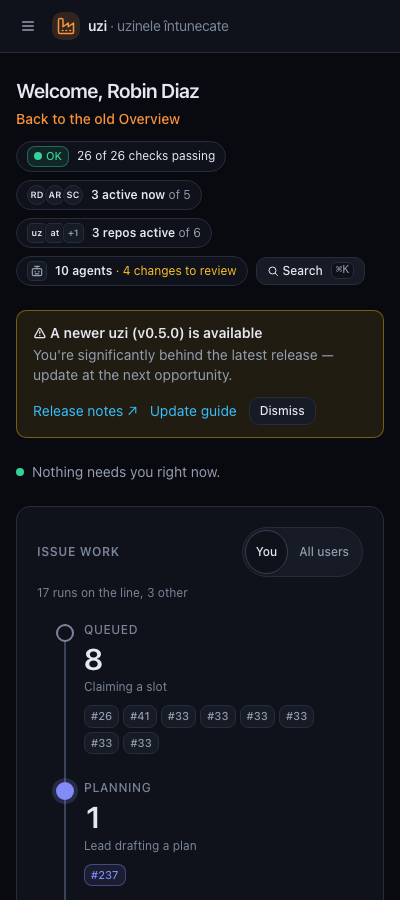 uzi · uzinele întunecate
Welcome, Robin Diaz
Back to the old Overview
OK 26 of 26 checks passing
RD AR SC 3 active now of 5
uz at +1 3 repos active of 6
10 agents · 4 changes to review Search ⌘K
A newer uzi (v0.5.0) is available
You're significantly behind the latest release —
update at the next opportunity.
Release notes ↗ Update guide Dismiss
Nothing needs you right now.
ISSUE WORK You All users
17 runs on the line, 3 other
QUEUED
8
Claiming a slot
#26 #41 #33 #33 #33 #33
#33 #33
PLANNING
1
Lead drafting a plan
#237